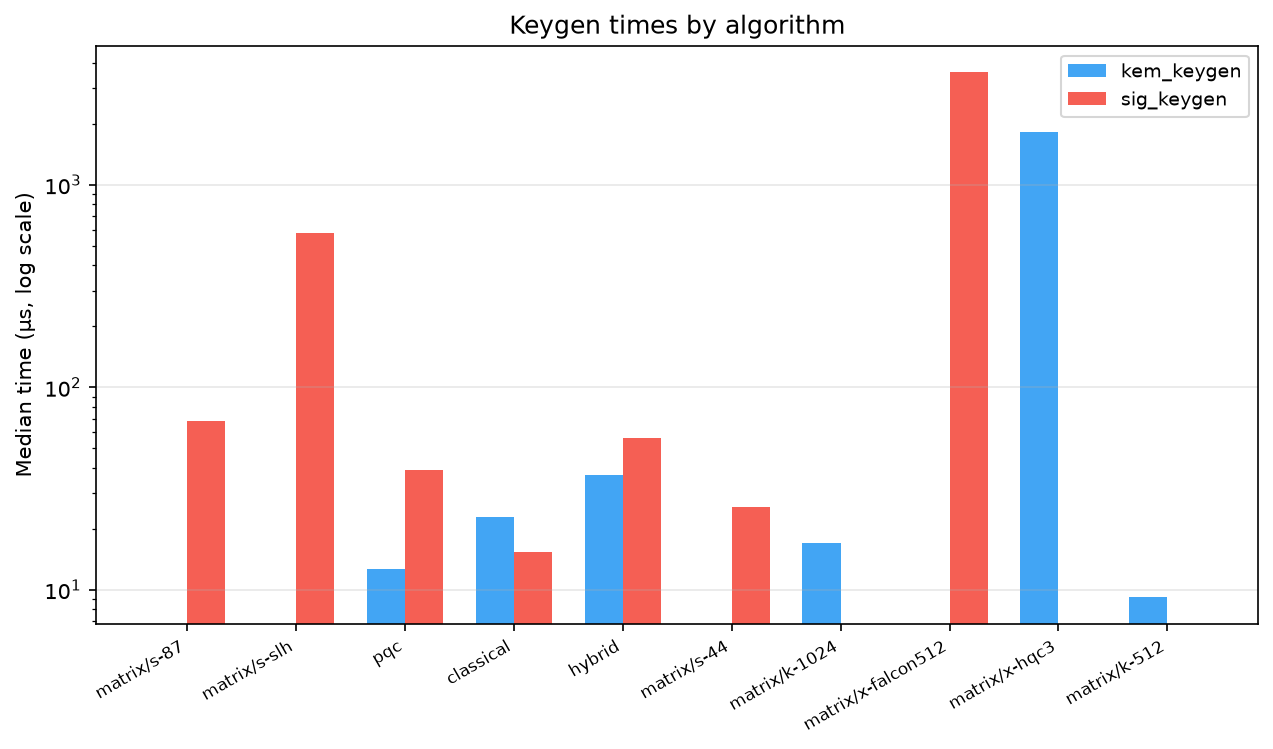 Keygen times by algorithm
kem_keygen
sig_keygen
Median time (µs, log scale)
10³
10²
10¹
matrix/s-87
matrix/s-slh
pqc
classical
hybrid
matrix/s-44
matrix/k-1024
matrix/x-falcon512
matrix/x-hqc3
matrix/k-512